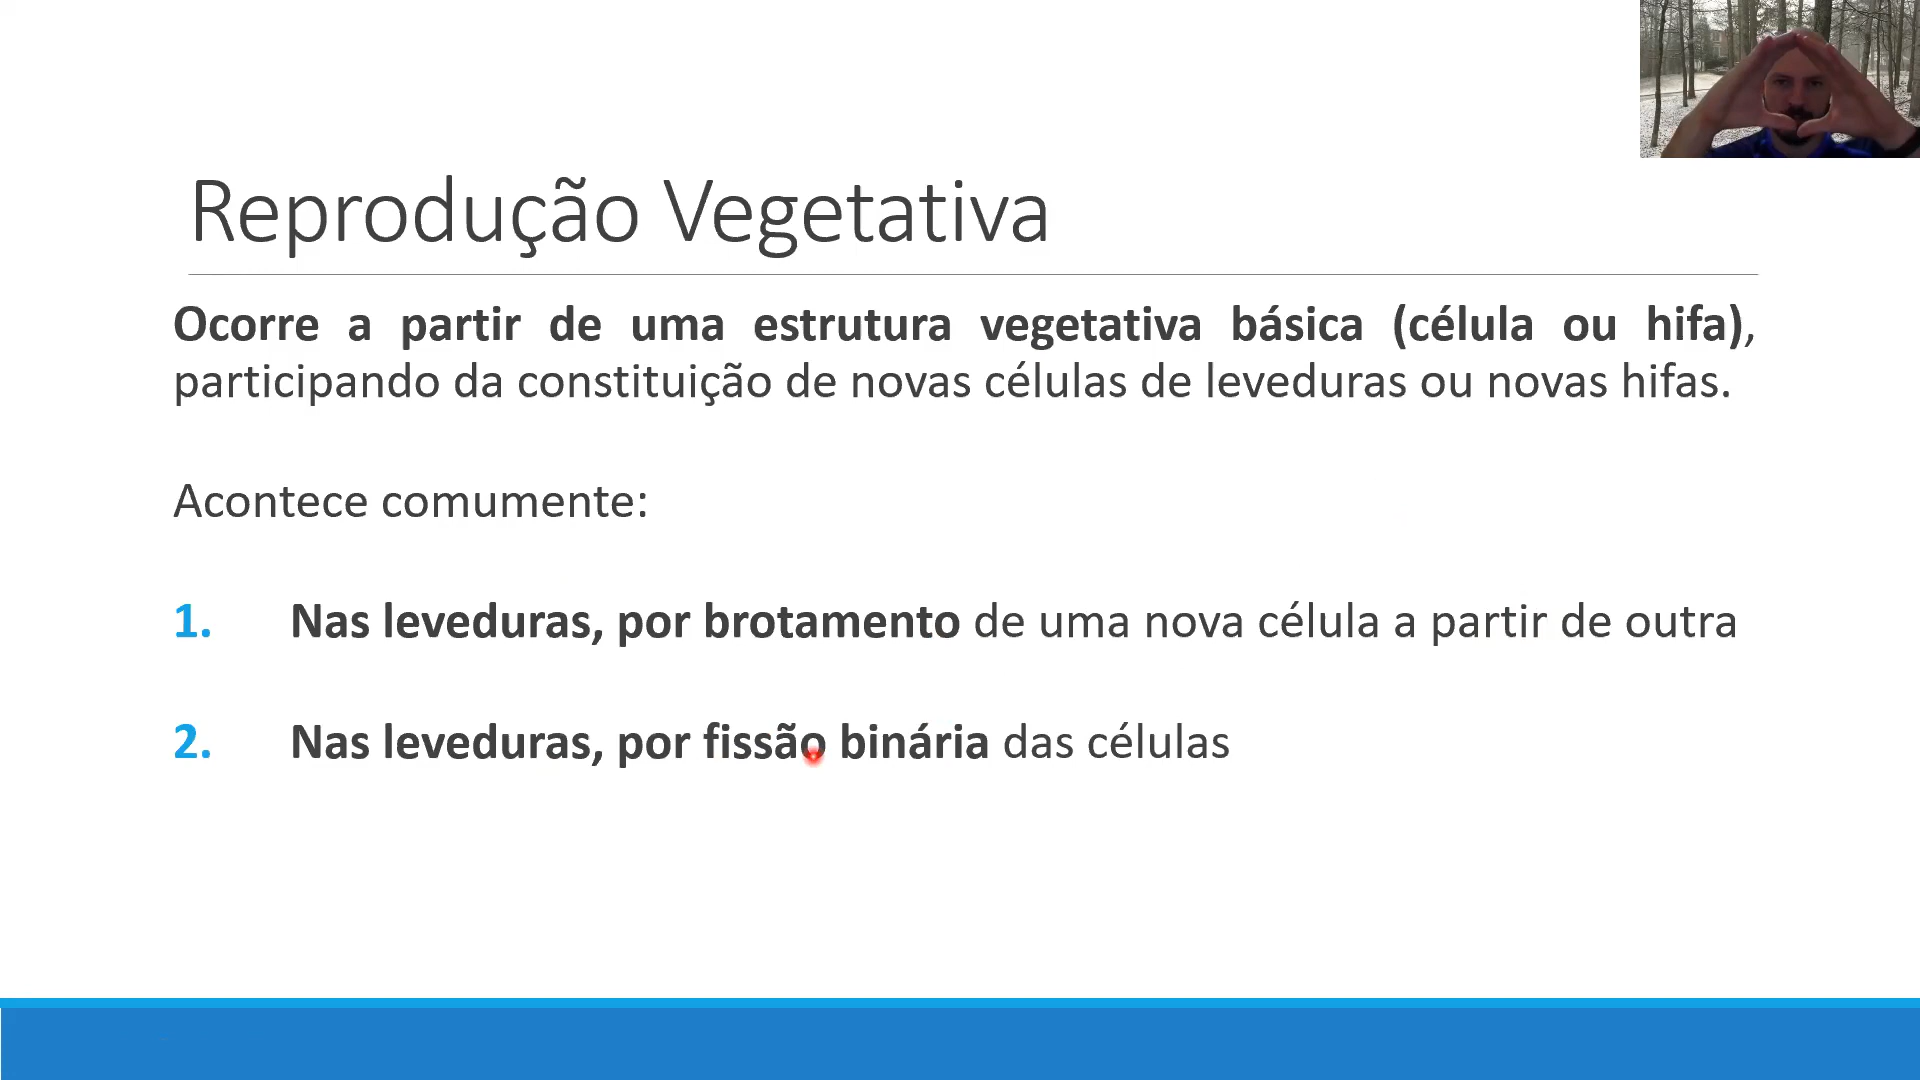 Reprodução Vegetativa
Ocorre a partir de uma estrutura vegetativa básica (célula ou hifa),
participando da constituição de novas células de leveduras ou novas hifas.
Acontece comumente:
1. Nas leveduras, por brotamento de uma nova célula a partir de outra
2. Nas leveduras, por fissão binária das células